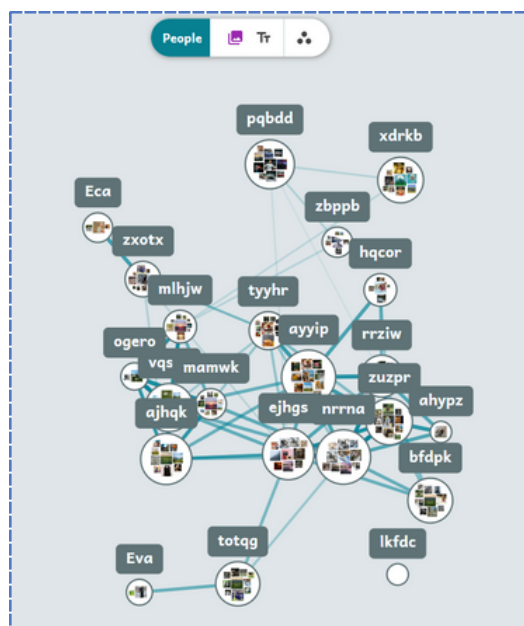 People Tт
pqbdd
xdrkb
Eca
zbppb
zxotx
hqcor
mlhjw
tyyhr
ogero
ayyip
rrziw
vqs
mamwk
zuzpr
ajhqk
ejhgs
nrrna
ahypz
bfdpk
totqg
lkfdc
Eva